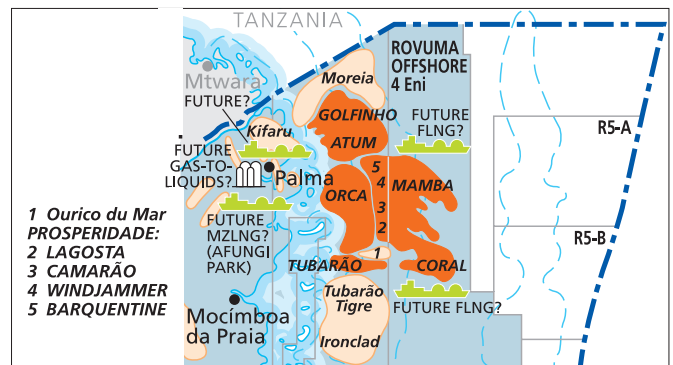 TANZANIA
Mtwara
FUTURE?
Moreia
ROVUMA
OFFSHORE
4 Eni
GOLFINHO
ATUM
FUTURE
FLNG?
R5-A
Kifaru
FUTURE
GAS-TO-
LIQUIDS?
Palma
5
4
3
2
ORCA
MAMBA
FUTURE
MZLNG?
(AFUNGI
PARK)
R5-B
1
TUBARÃO
CORAL
1 Ourico du Mar
PROSPERIDADE:
2 LAGOSTA
3 CAMARÃO
4 WINDJAMMER
5 BARQUENTINE
Tubarão
Tigre
FUTURE FLNG?
Mocímboa
da Praia
Ironclad